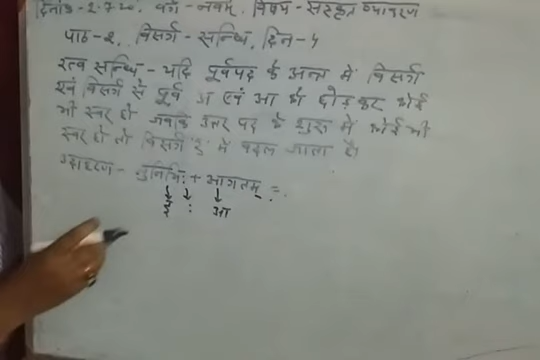 दिनांक-2.7.20. वर्ग - नवम्, विषय - संस्कृत व्याकरण
पाठ-2, विसर्ग - सन्धि, दिन-4
रत्व सन्धि - यदि पूर्वपद के अन्त में विसर्ग
एवं विसर्ग से पूर्व अ एवं आ को छोड़कर कोई
भी स्वर हो जबकि उत्तर पद के शुरू में कोई भी
स्वर हो तो विसर्ग 'र्' में बदल जाता है।
उदाहरण - मुनिभिः + आगतम् =
इ : आ